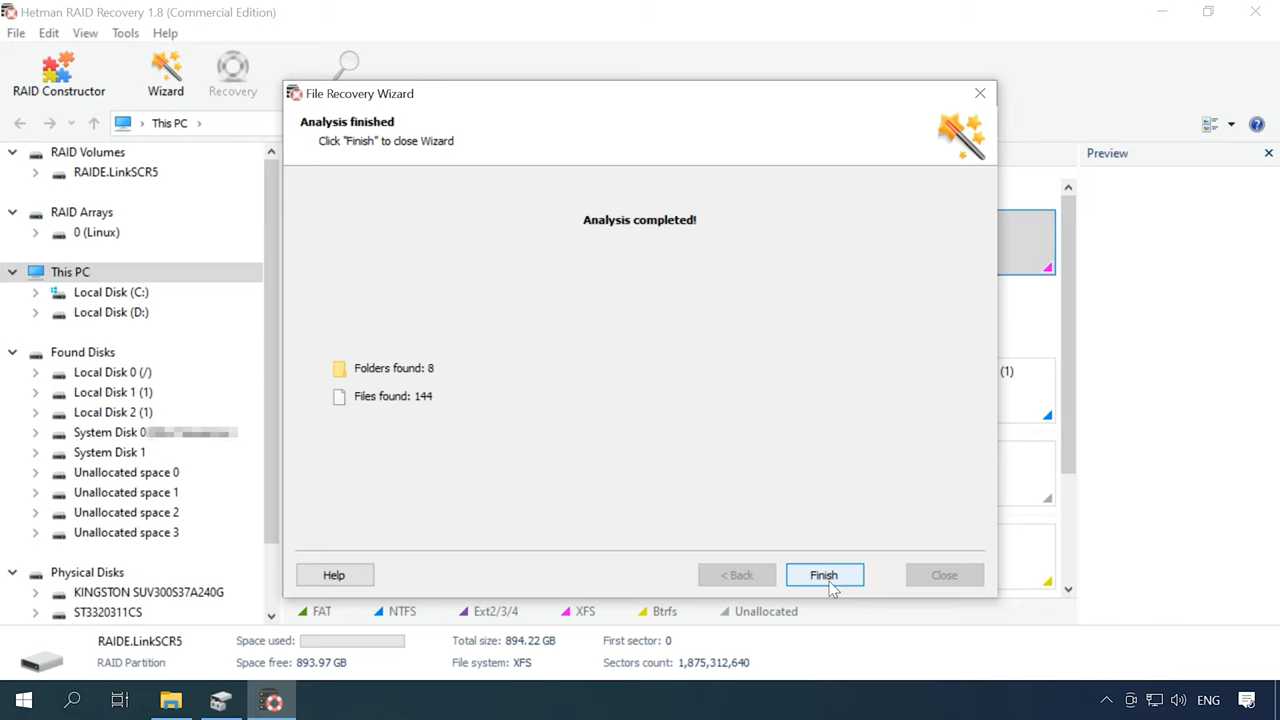 Hetman RAID Recovery 1.8 (Commercial Edition)
File Edit View Tools Help
RAID Constructor Wizard Recovery
This PC
File Recovery Wizard
Analysis finished
Click "Finish" to close Wizard
Analysis completed!
Folders found: 8
Files found: 144
Help < Back Finish Close
RAID Volumes
RAIDE.LinkSCR5
RAID Arrays
0 (Linux)
This PC
Local Disk (C:)
Local Disk (D:)
Found Disks
Local Disk 0 (/)
Local Disk 1 (1)
Local Disk 2 (1)
System Disk 0
System Disk 1
Unallocated space 0
Unallocated space 1
Unallocated space 2
Unallocated space 3
Physical Disks
KINGSTON SUV300S37A240G
ST3320311CS
Preview
(1)
FAT NTFS Ext2/3/4 XFS Btrfs Unallocated
RAIDE.LinkSCR5 Space used: Total size: 894.22 GB First sector: 0
RAID Partition Space free: 893.97 GB File system: XFS Sectors count: 1,875,312,640
ENG